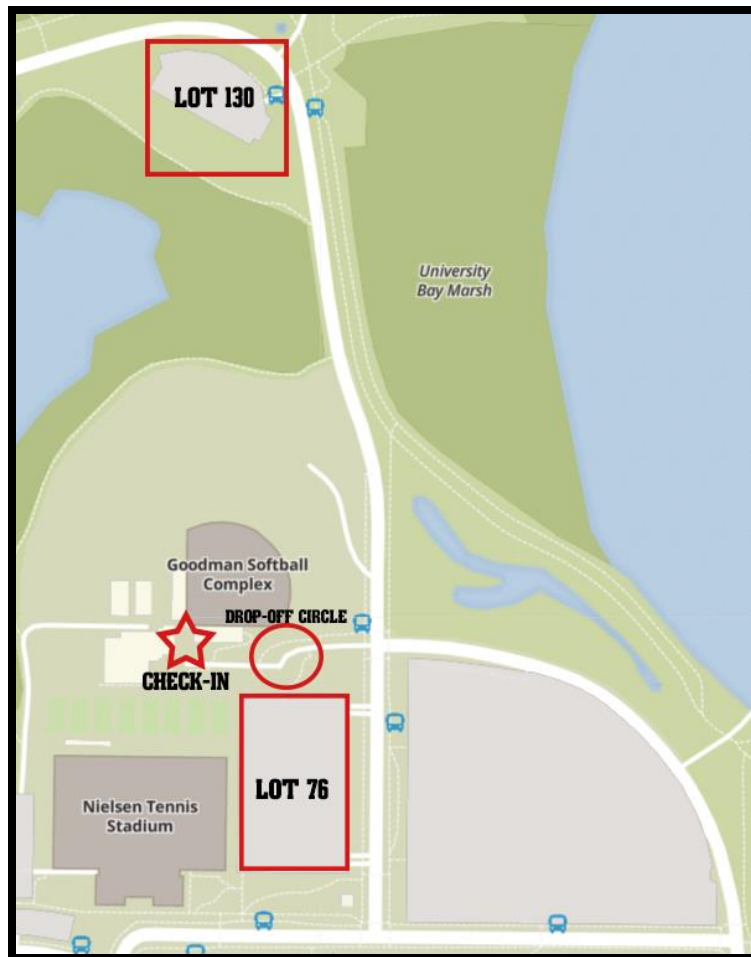 LOT 130
University
Bay Marsh
Goodman Softball
Complex
DROP-OFF CIRCLE
CHECK-IN
LOT 76
Nielsen Tennis
Stadium